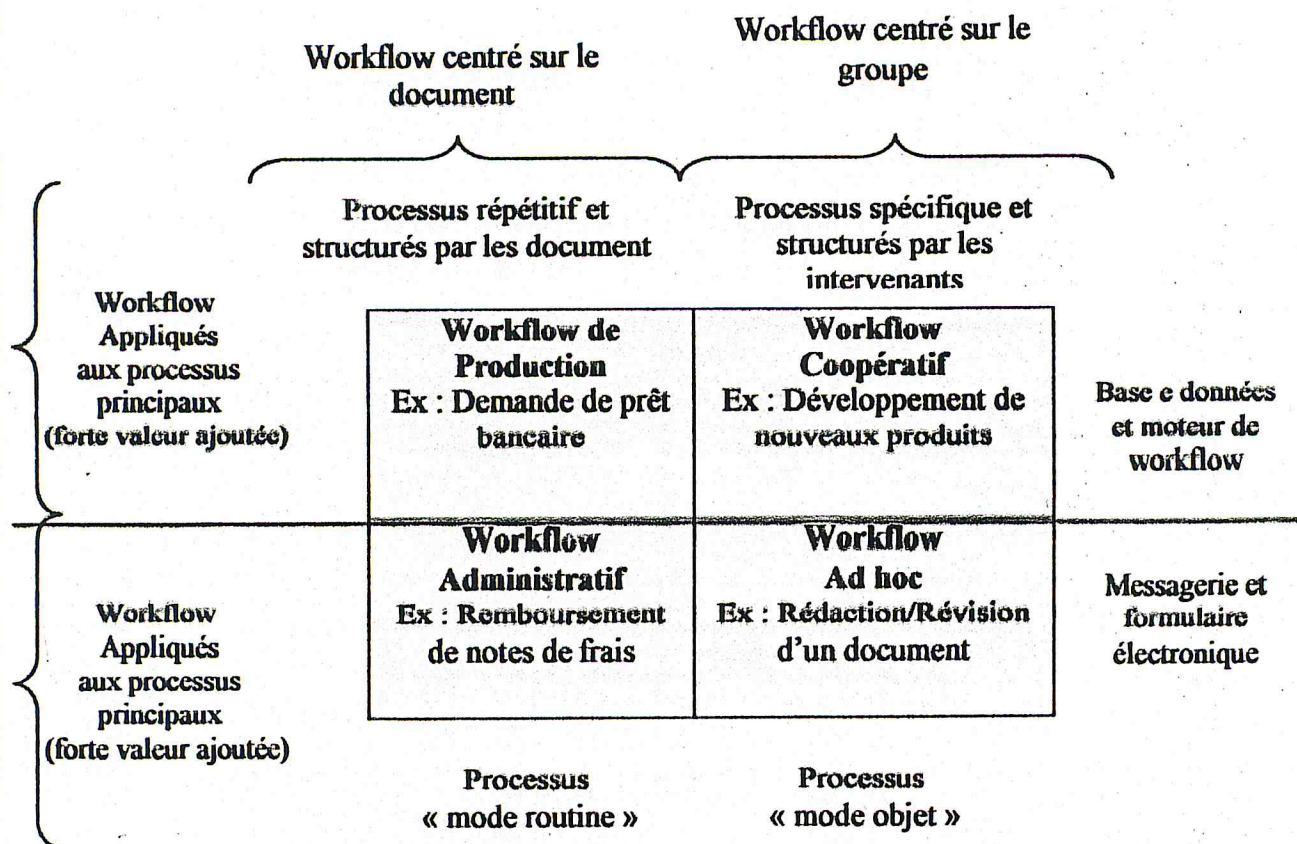 Workflow centré sur le
document
Workflow centré sur le
groupe
Processus répétitif et
structurés par les document
Processus spécifique et
structurés par les
intervenants
Workflow
Appliqués
aux processus
principaux
(forte valeur ajoutée)
Workflow de
Production
Ex : Demande de prêt
bancaire
Workflow
Coopératif
Ex : Développement de
nouveaux produits
Base e données
et moteur de
workflow
Workflow
Appliqués
aux processus
principaux
(forte valeur ajoutée)
Workflow
Administratif
Ex : Remboursement
de notes de frais
Workflow
Ad hoc
Ex : Rédaction/Révision
d'un document
Messagerie et
formulaire
électronique
Processus
« mode routine »
Processus
« mode objet »